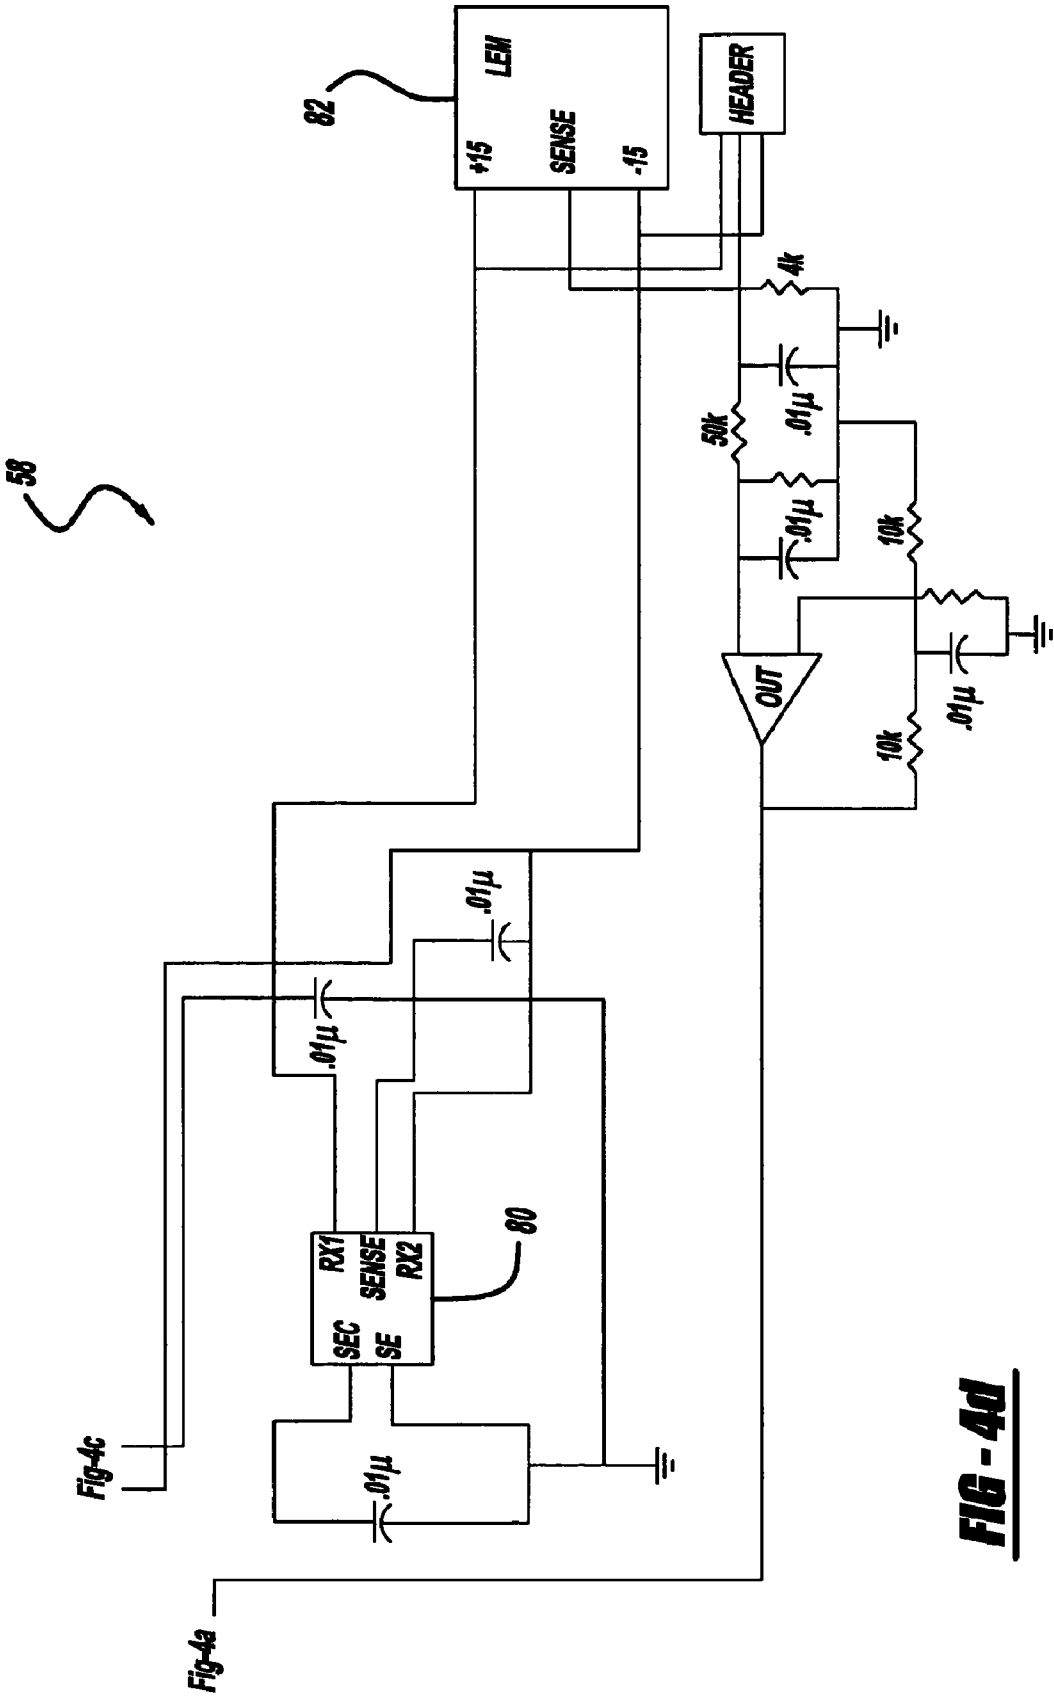 58
82
LEM
+15
SENSE
-15
HEADER
4k
.01µ
50k
.01µ
10k
OUT
.01µ
10k
.01µ
.01µ
RX1
SENSE
RX2
SEC
SE
80
.01µ
Fig-4c
Fig-4a
FIG - 4d